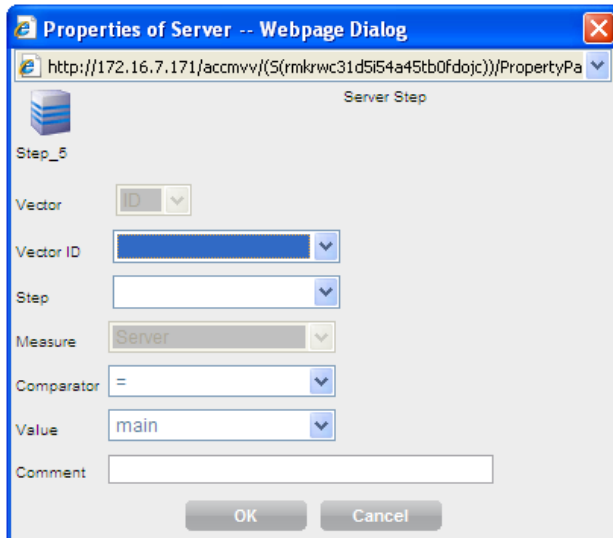 Properties of Server -- Webpage Dialog
http://172.16.7.171/accmvv/(S(rmkrwc31d5i54a45tb0fdojc))/PropertyPa
Server Step
Step_5
Vector ID
Vector ID
Step
Measure Server
Comparator =
Value main
Comment
OK Cancel